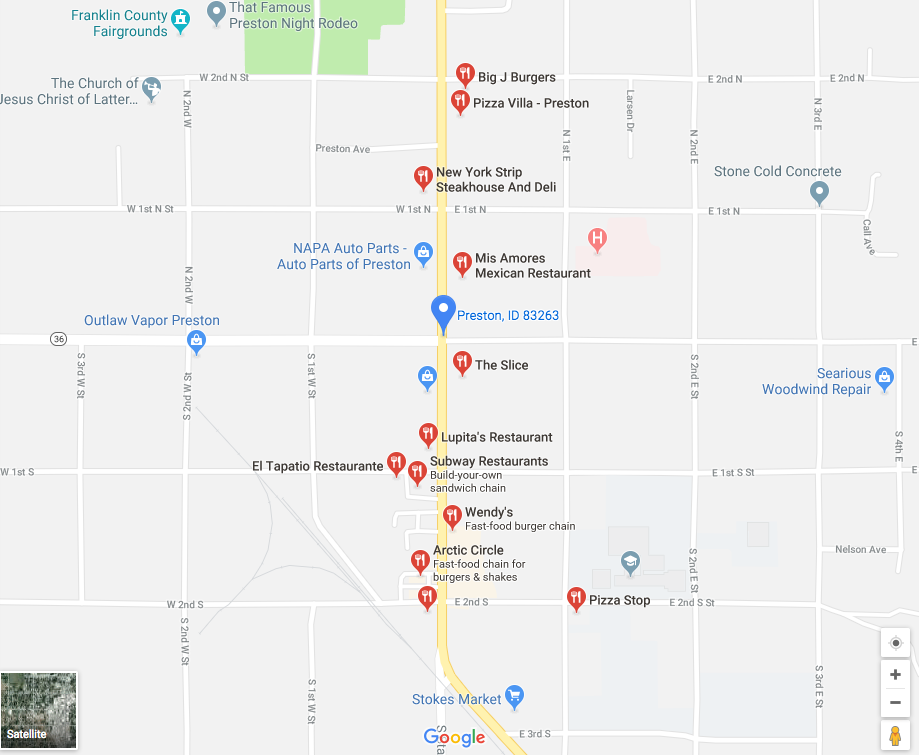 Franklin County
Fairgrounds
That Famous
Preston Night Rodeo
The Church of
Jesus Christ of Latter...
W 2nd N St
Big J Burgers
E 2nd N
E 2nd N
Pizza Villa - Preston
N 2nd W
Larsen Dr
N 1st E
N 2nd E
N 3rd E
Preston Ave
New York Strip
Steakhouse And Deli
Stone Cold Concrete
W 1st N St
W 1st N
E 1st N
E 1st N
Call Ave
NAPA Auto Parts -
Auto Parts of Preston
H
Mis Amores
Mexican Restaurant
N 2nd W
Preston, ID 83263
Outlaw Vapor Preston
36
E
S 3rd W St
S 2nd W St
S 1st W St
The Slice
S 2nd E St
Searious
Woodwind Repair
Lupita's Restaurant
S 4th E
El Tapatio Restaurante
Subway Restaurants
Build-your-own
sandwich chain
W 1st S
E 1st S St
E
Wendy's
Fast-food burger chain
Arctic Circle
Fast-food chain for
burgers & shakes
Nelson Ave
S 2nd E St
W 2nd S
E 2nd S
Pizza Stop
E 2nd S St
S 2nd W St
S 1st W St
S 3rd E St
Stokes Market
Satellite
Google
E 3rd S